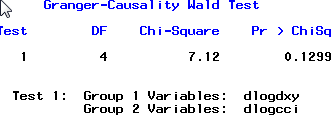 Granger-Causality Wald Test
Test DF Chi-Square Pr > ChiSq
1 4 7.12 0.1299
Test 1: Group 1 Variables: dlogdxy
Group 2 Variables: dlogcci